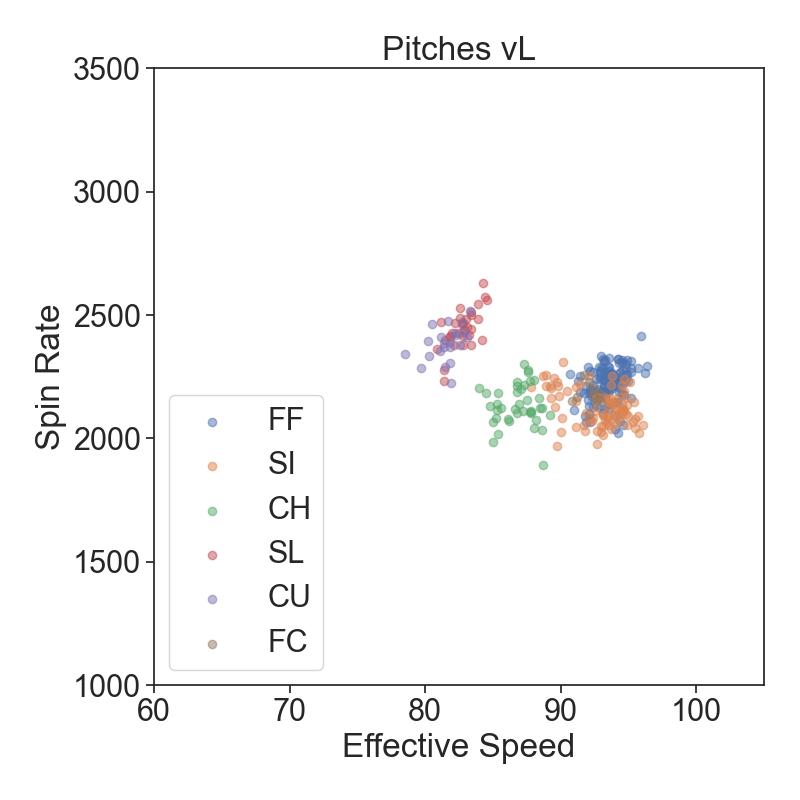 Pitches vL
3500
3000
2500
2000
1500
1000
Spin Rate
FF
SI
CH
SL
CU
FC
60 70 80 90 100
Effective Speed